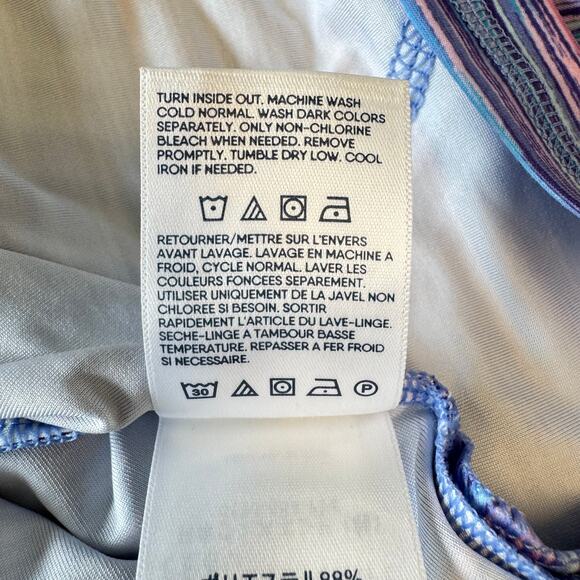 TURN INSIDE OUT. MACHINE WASH
COLD NORMAL. WASH DARK COLORS
SEPARATELY. ONLY NON-CHLORINE
BLEACH WHEN NEEDED. REMOVE
PROMPTLY. TUMBLE DRY LOW. COOL
IRON IF NEEDED.
RETOURNER/METTRE SUR L'ENVERS
AVANT LAVAGE. LAVAGE EN MACHINE A
FROID, CYCLE NORMAL. LAVER LES
COULEURS FONCÉES SEPAREMENT.
UTILISER UNIQUEMENT DE LA JAVEL NON
CHLOREE SI BESOIN. SORTIR
RAPIDEMENT L'ARTICLE DU LAVE-LINGE.
SECHE-LINGE A TAMBOUR BASSE
TEMPERATURE. REPASSER A FER FROID
SI NECESSAIRE.
30 P